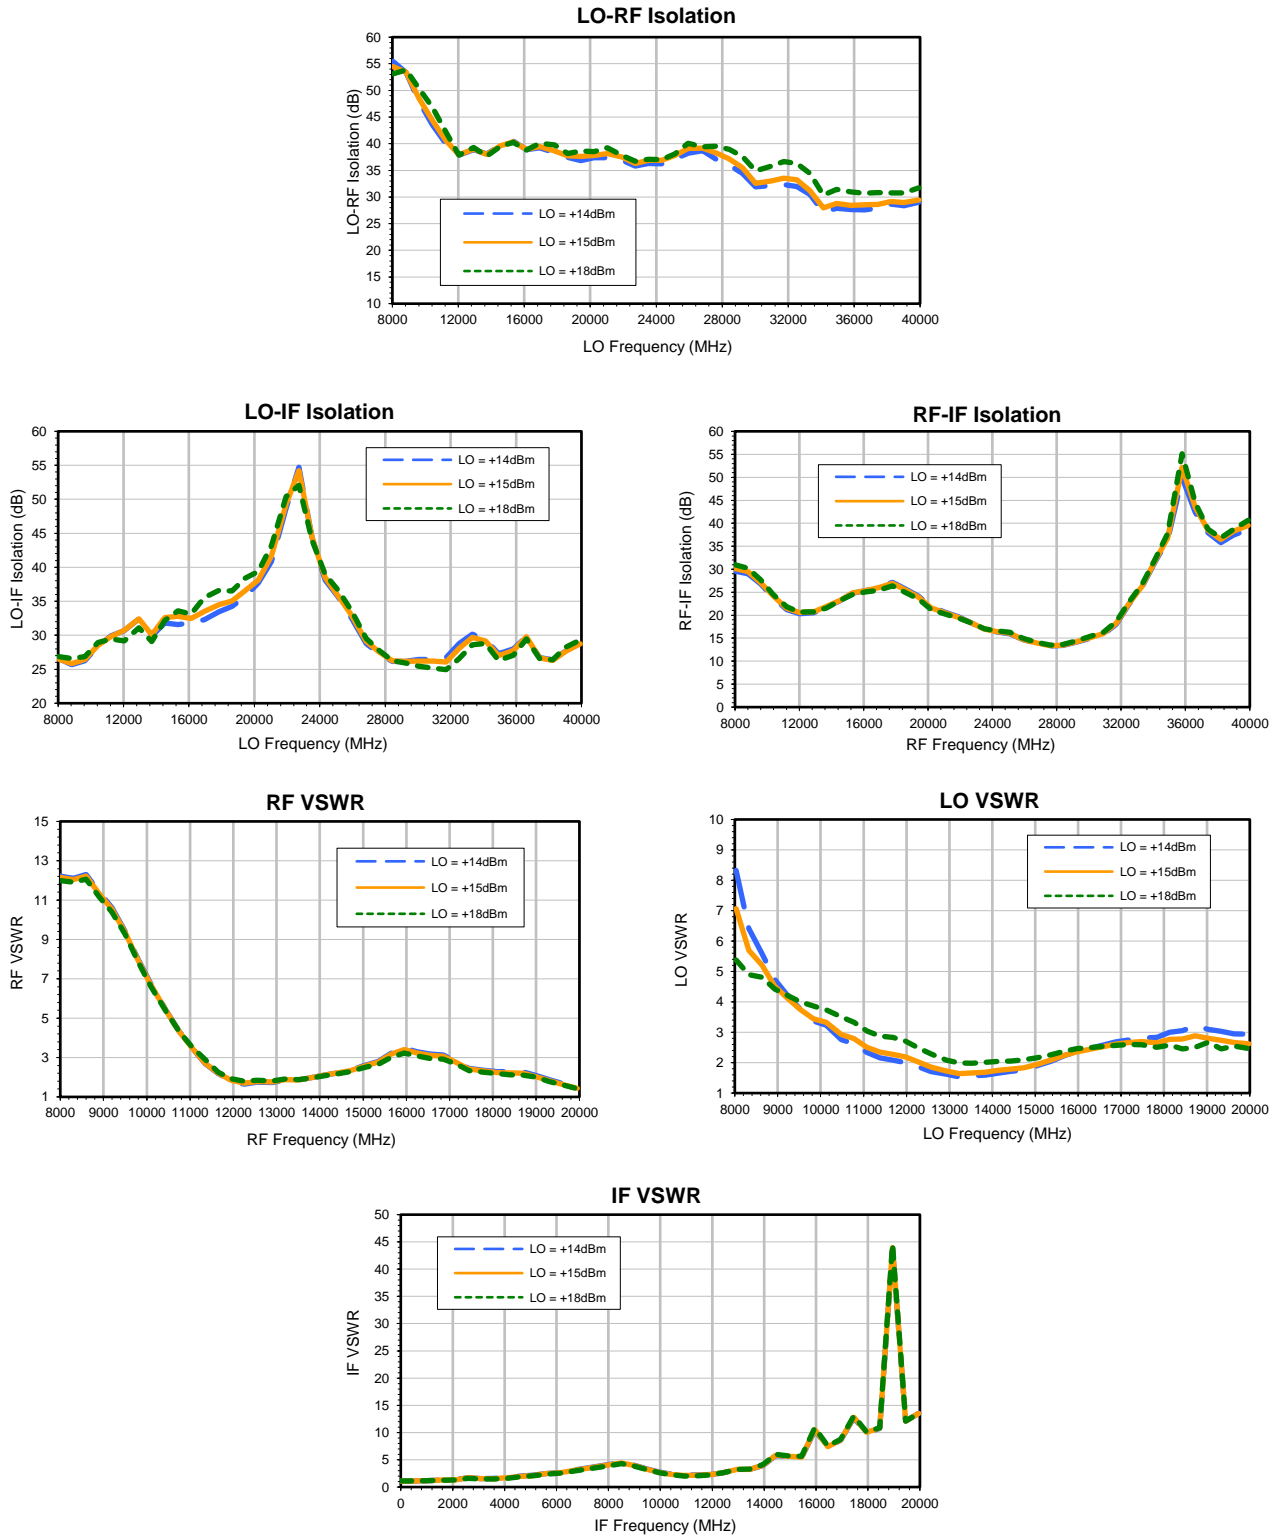 LO-RF Isolation
LO-RF Isolation (dB)
60
55
50
45
40
35
30
25
20
15
10
LO = +14dBm
LO = +15dBm
LO = +18dBm
8000 12000 16000 20000 24000 28000 32000 36000 40000
LO Frequency (MHz)
LO-IF Isolation
LO-IF Isolation (dB)
60
55
50
45
40
35
30
25
20
LO = +14dBm
LO = +15dBm
LO = +18dBm
8000 12000 16000 20000 24000 28000 32000 36000 40000
LO Frequency (MHz)
RF-IF Isolation
RF-IF Isolation (dB)
60
55
50
45
40
35
30
25
20
15
10
5
0
LO = +14dBm
LO = +15dBm
LO = +18dBm
8000 12000 16000 20000 24000 28000 32000 36000 40000
RF Frequency (MHz)
RF VSWR
RF VSWR
15
13
11
9
7
5
3
1
LO = +14dBm
LO = +15dBm
LO = +18dBm
8000 9000 10000 11000 12000 13000 14000 15000 16000 17000 18000 19000 20000
RF Frequency (MHz)
LO VSWR
LO VSWR
10
9
8
7
6
5
4
3
2
1
LO = +14dBm
LO = +15dBm
LO = +18dBm
8000 9000 10000 11000 12000 13000 14000 15000 16000 17000 18000 19000 20000
LO Frequency (MHz)
IF VSWR
IF VSWR
50
45
40
35
30
25
20
15
10
5
0
LO = +14dBm
LO = +15dBm
LO = +18dBm
0 2000 4000 6000 8000 10000 12000 14000 16000 18000 20000
IF Frequency (MHz)